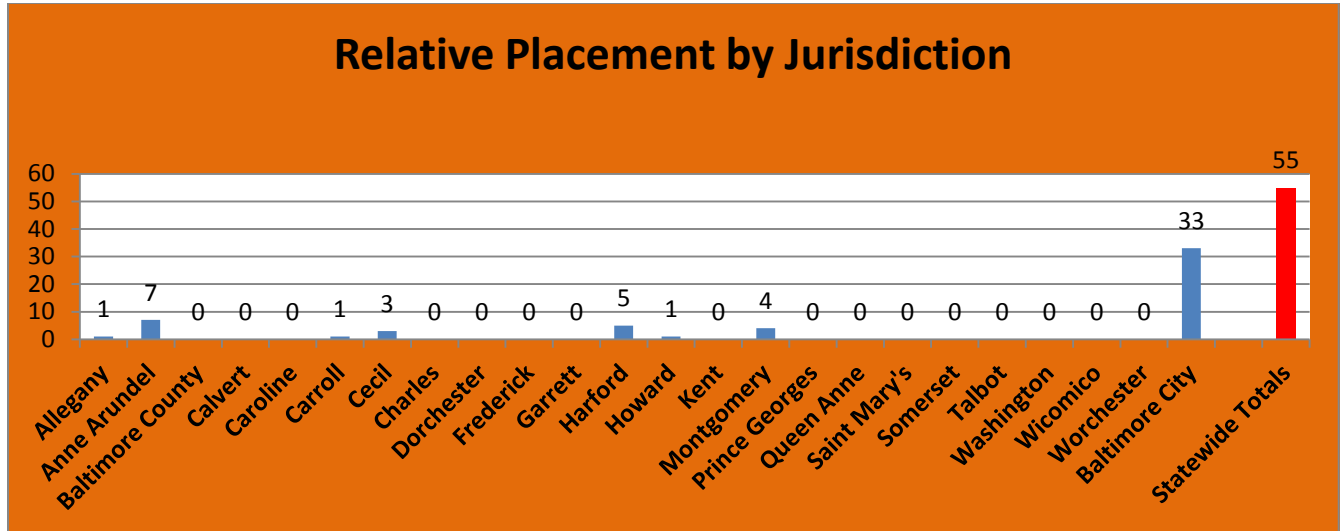 Relative Placement by Jurisdiction
60
50
40
30
20
10
0
1
7
0
0
0
1
3
0
0
0
0
5
1
0
4
0
0
0
0
0
0
0
0
33
55
Allegany
Anne Arundel
Baltimore County
Calvert
Caroline
Carroll
Cecil
Charles
Dorchester
Frederick
Garrett
Harford
Howard
Kent
Montgomery
Prince Georges
Queen Anne
Saint Mary's
Somerset
Talbot
Washington
Wicomico
Worchester
Baltimore City
Statewide Totals